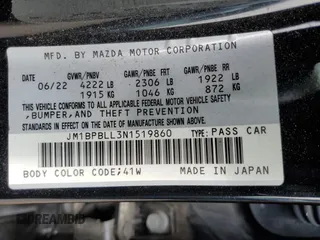 MFD. BY MAZDA MOTOR CORPORATION
GVWR/PNBV GAWR/PNBE FRT GAWR/PNBE RR
06/22 4222 LB 2306 LB 1922 LB
1915 KG 1046 KG 872 KG
THIS VEHICLE CONFORMS TO ALL APPLICABLE FEDERAL MOTOR VEHICLE SAFETY
,BUMPER,AND THEFT PREVENTION
STANDARDS IN EFFECT ON THE DATE OF MANUFACTURE SHOWN ABOVE.
JM1BPBLL3N1519860 TYPE: PASS CAR
BODY COLOR CODE;41W MADE IN JAPAN